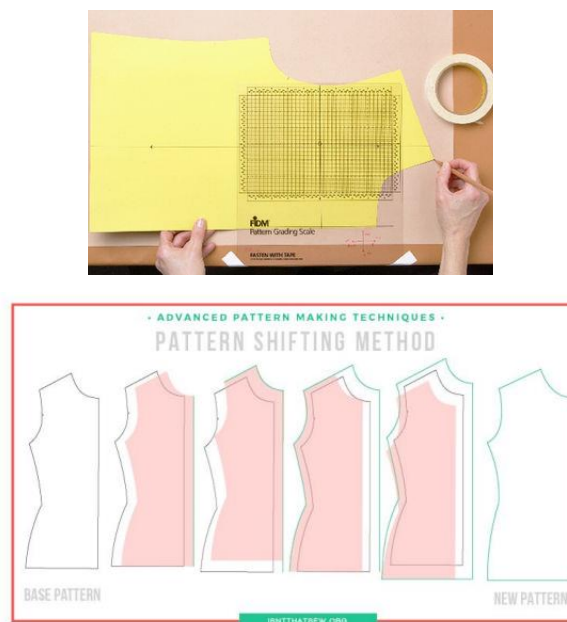 HDM
Pattern Grading Scale
FASTEN WITH TAPE
• ADVANCED PATTERN MAKING TECHNIQUES •
PATTERN SHIFTING METHOD
BASE PATTERN
NEW PATTERN